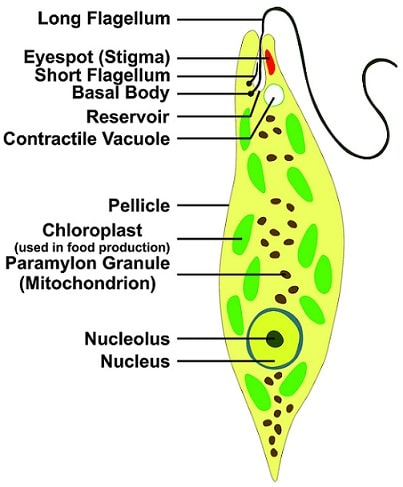 Long Flagellum
Eyespot (Stigma)
Short Flagellum
Basal Body
Reservoir
Contractile Vacuole
Pellicle
Chloroplast
(used in food production)
Paramylon Granule
(Mitochondrion)
Nucleolus
Nucleus